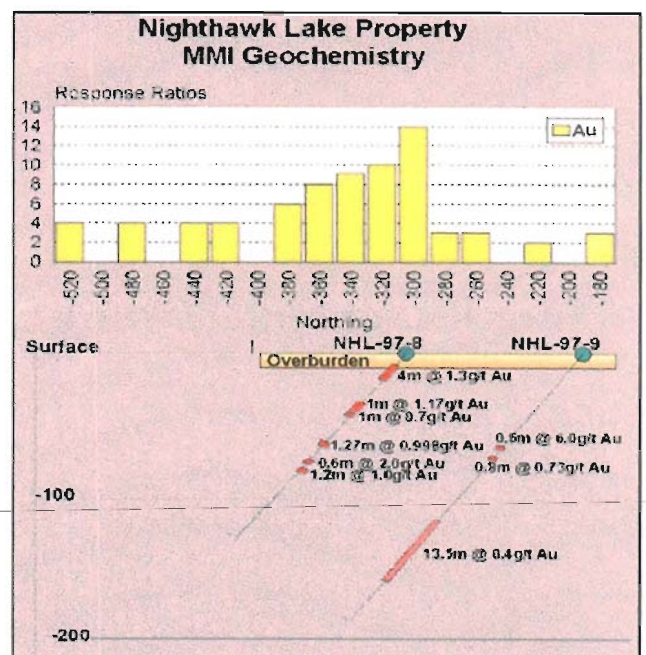 Nighthawk Lake Property
MMI Geochemistry
Response Ratios
16
14
12
10
8
6
4
2
0
Au
-520 -500 -480 -460 -440 -420 -400 -380 -360 -340 -320 -300 -280 -260 -240 -220 -200 -180
Northing
Surface
NHL-97-8
NHL-97-9
Overburden
4m @ 1.3g/t Au
1m @ 1.17g/t Au
1m @ 0.7g/t Au
1.27m @ 0.998g/t Au
0.6m @ 2.0g/t Au
1.2m @ 1.0g/t Au
@ 6.0g/t Au
0.8m @ 0.73g/t Au
-100
13.5m @ 0.4g/t Au
-200